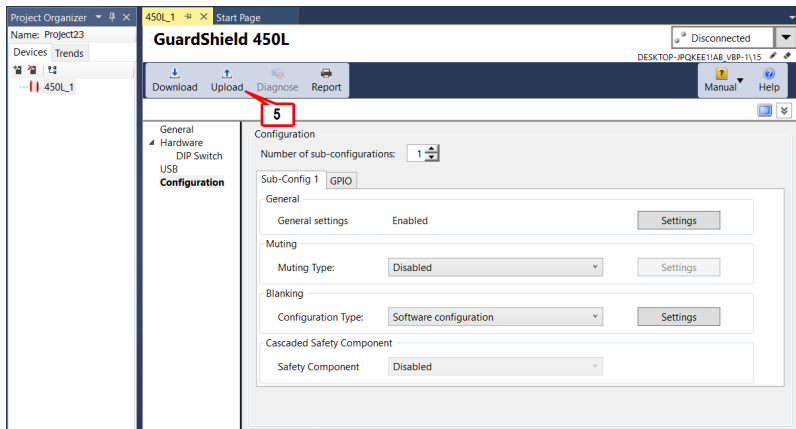 Project Organizer
Name: Project23
Devices Trends
450L_1
450L_1 Start Page
GuardShield 450L
Disconnected
DESKTOP-JPQKEE1!AB_VBP-1\15
Download Upload Diagnose Report
Manual Help
5
General
Hardware
DIP Switch
USB
Configuration
Configuration
Number of sub-configurations: 1
Sub-Config 1 GPIO
General
General settings Enabled Settings
Muting
Muting Type: Disabled Settings
Blanking
Configuration Type: Software configuration Settings
Cascaded Safety Component
Safety Component Disabled